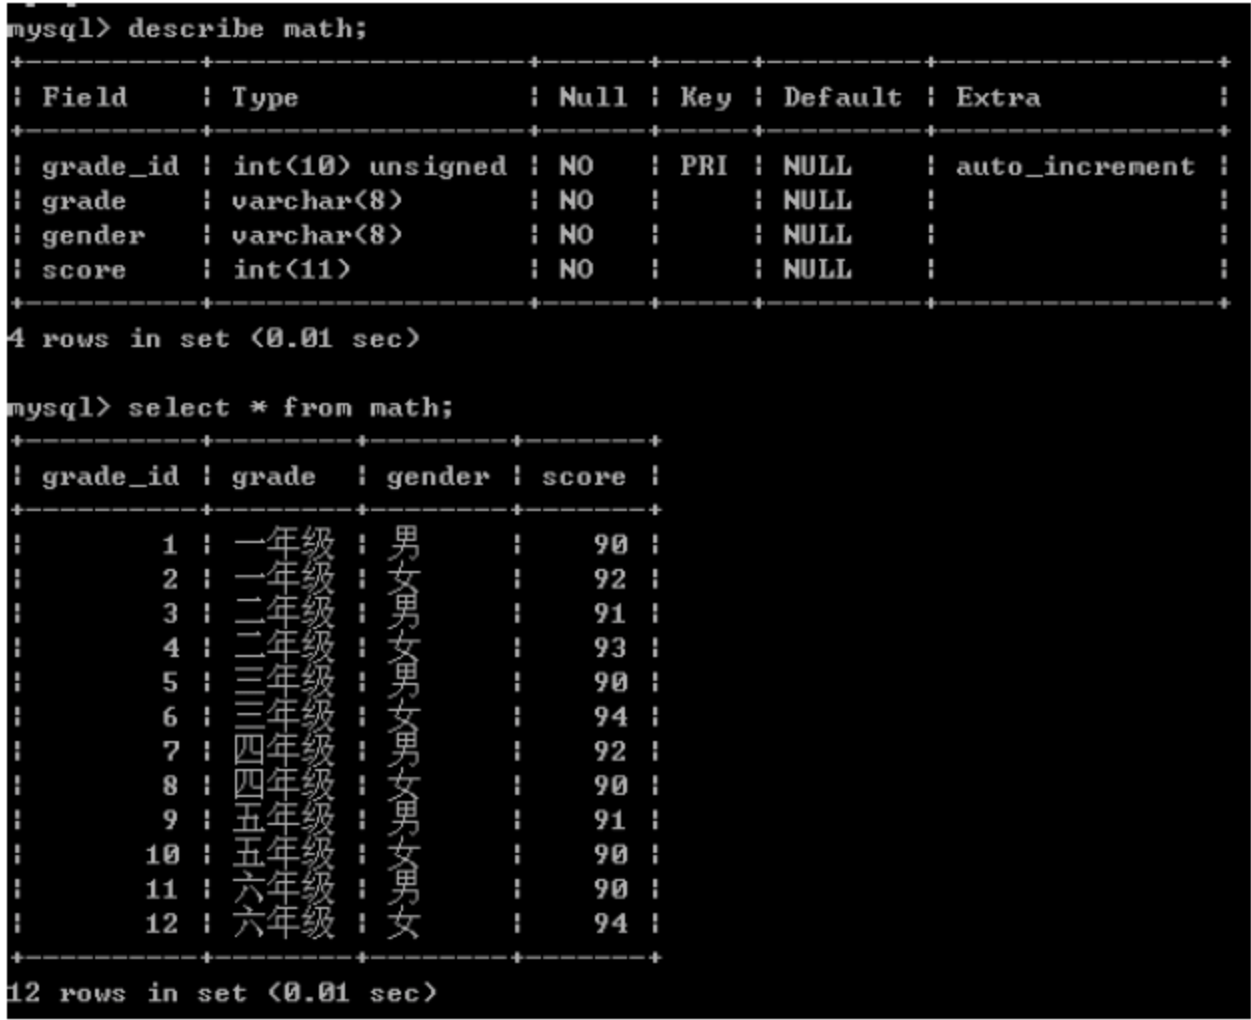 mysql> describe math;
+----------+------------------+------+-----+---------+----------------+
| Field    | Type             | Null | Key | Default | Extra          |
+----------+------------------+------+-----+---------+----------------+
| grade_id | int(10) unsigned | NO   | PRI | NULL    | auto_increment |
| grade    | varchar(8)       | NO   |     | NULL    |                |
| gender   | varchar(8)       | NO   |     | NULL    |                |
| score    | int(11)          | NO   |     | NULL    |                |
+----------+------------------+------+-----+---------+----------------+
4 rows in set (0.01 sec)
mysql> select * from math;
+----------+--------+--------+-------+
| grade_id | grade  | gender | score |
+----------+--------+--------+-------+
|        1 | 一年级 | 男     |    90 |
|        2 | 一年级 | 女     |    92 |
|        3 | 二年级 | 男     |    91 |
|        4 | 二年级 | 女     |    93 |
|        5 | 三年级 | 男     |    90 |
|        6 | 三年级 | 女     |    94 |
|        7 | 四年级 | 男     |    92 |
|        8 | 四年级 | 女     |    90 |
|        9 | 五年级 | 男     |    91 |
|       10 | 五年级 | 女     |    90 |
|       11 | 六年级 | 男     |    90 |
|       12 | 六年级 | 女     |    94 |
+----------+--------+--------+-------+
12 rows in set (0.01 sec)